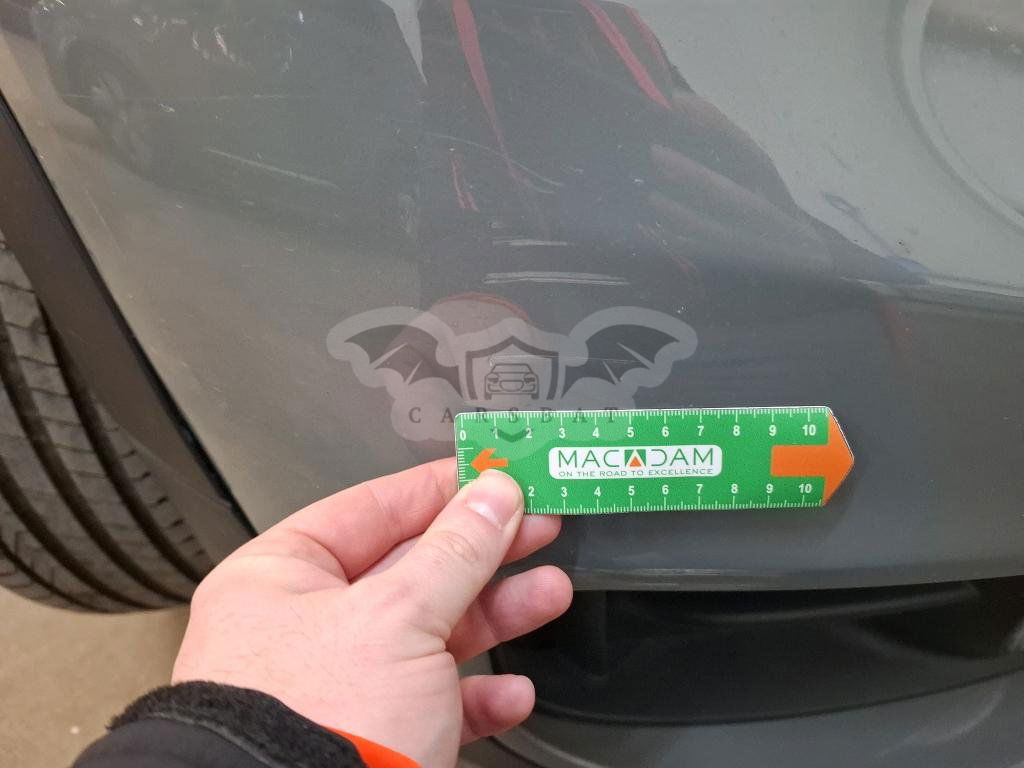 CARSBAT
0 1 2 3 4 5 6 7 8 9 10
MACADAM
ON THE ROAD TO EXCELLENCE
2 3 4 5 6 7 8 9 10